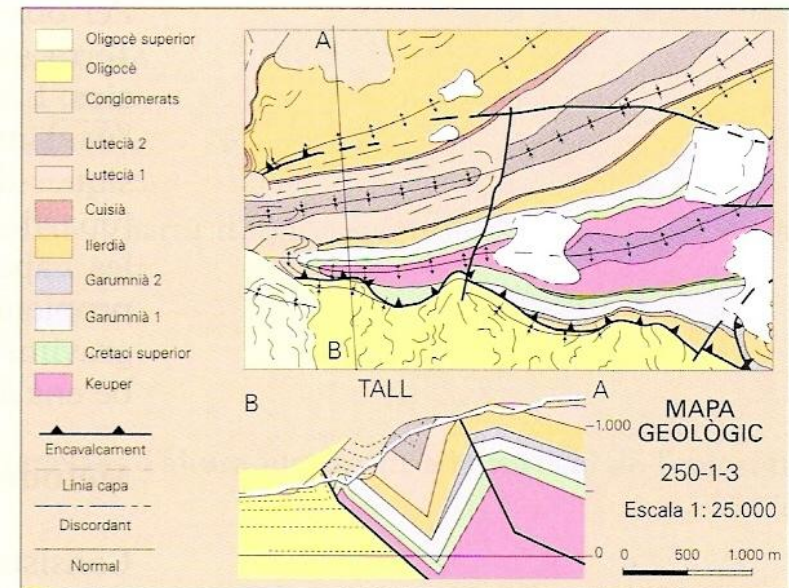 Oligocè superior
Oligocè
Conglomerats
Lutecià 2
Lutecià 1
Cuisià
Ilerdià
Garumnià 2
Garumnià 1
Cretaci superior
Keuper
Encavalcament
Línia capa
Discordant
Normal
A
B
B
TALL
A
1.000
0
MAPA
GEOLÒGIC
250-1-3
Escala 1: 25.000
0 500 1.000 m